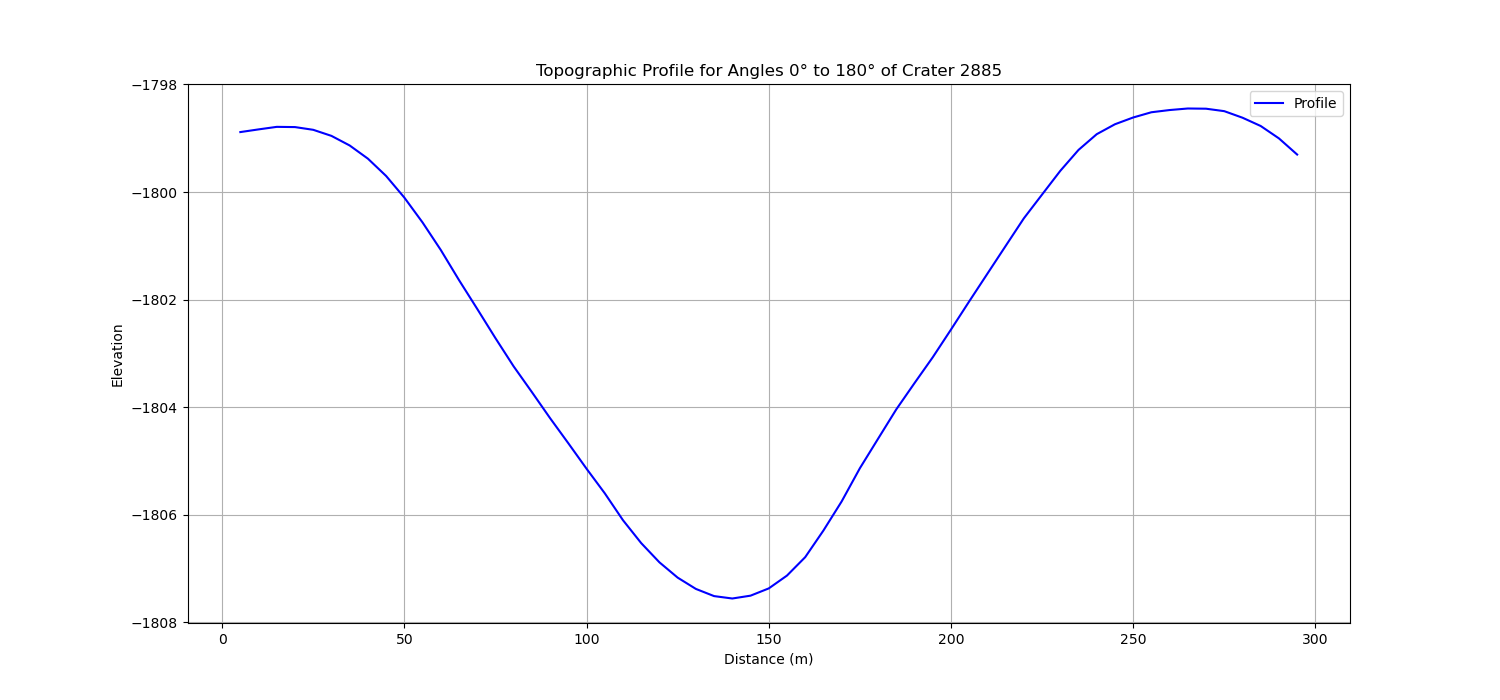 Topographic Profile for Angles 0° to 180° of Crater 2885
Profile
Elevation
−1798
−1800
−1802
−1804
−1806
−1808
0 50 100 150 200 250 300
Distance (m)